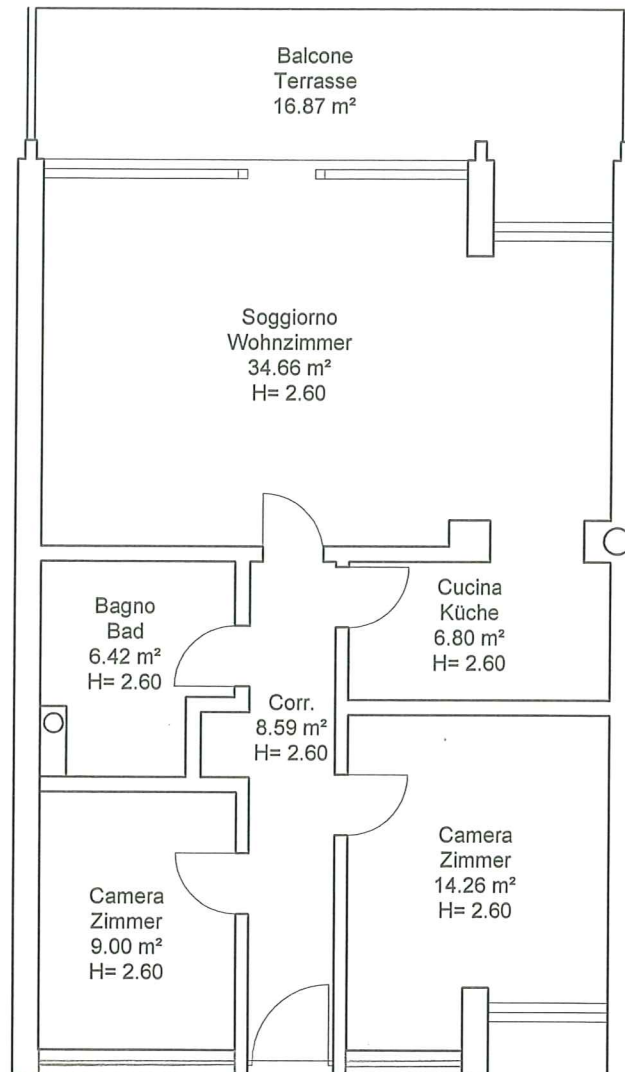 Balcone
Terrasse
16.87 m²
Soggiorno
Wohnzimmer
34.66 m²
H= 2.60
Bagno
Bad
6.42 m²
H= 2.60
Cucina
Küche
6.80 m²
H= 2.60
Corr.
8.59 m²
H= 2.60
Camera
Zimmer
14.26 m²
H= 2.60
Camera
Zimmer
9.00 m²
H= 2.60